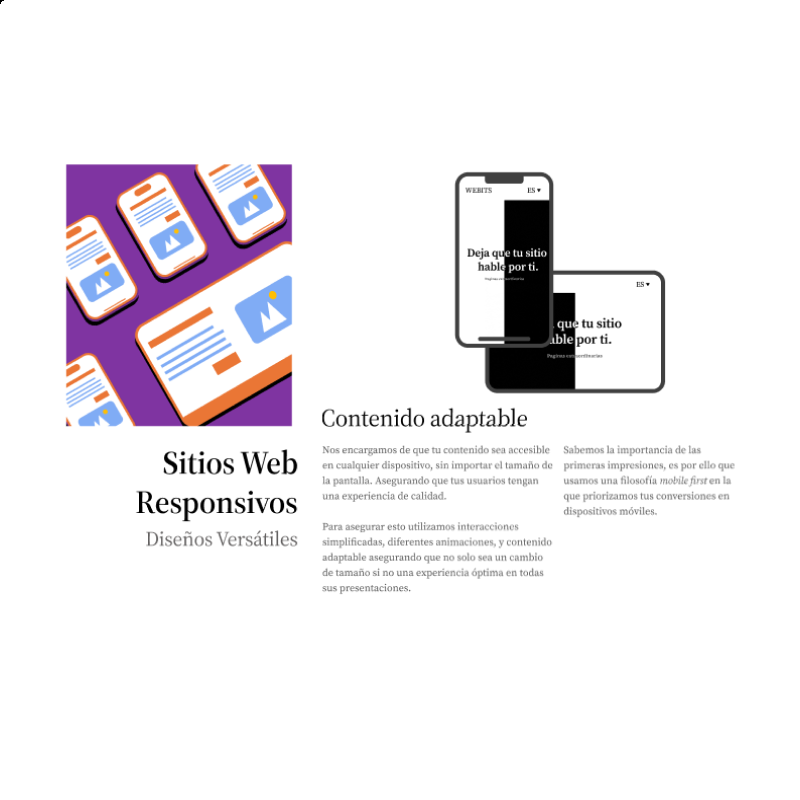 WEBITS ES
Deja que tu sitio
hable por ti.
ES
que tu sitio
able por ti.
Sitios Web
Responsivos
Diseños Versátiles
Contenido adaptable
Nos encargamos de que tu contenido sea accesible
en cualquier dispositivo, sin importar el tamaño de
la pantalla. Asegurando que tus usuarios tengan
una experiencia de calidad.
Para asegurar esto utilizamos interacciones
simplificadas, diferentes animaciones, y contenido
adaptable asegurando que no solo sea un cambio
de tamaño si no una experiencia óptima en todas
sus presentaciones.
Sabemos la importancia de las
primeras impresiones, es por ello que
usamos una filosofía mobile first en la
que priorizamos tus conversiones en
dispositivos móviles.